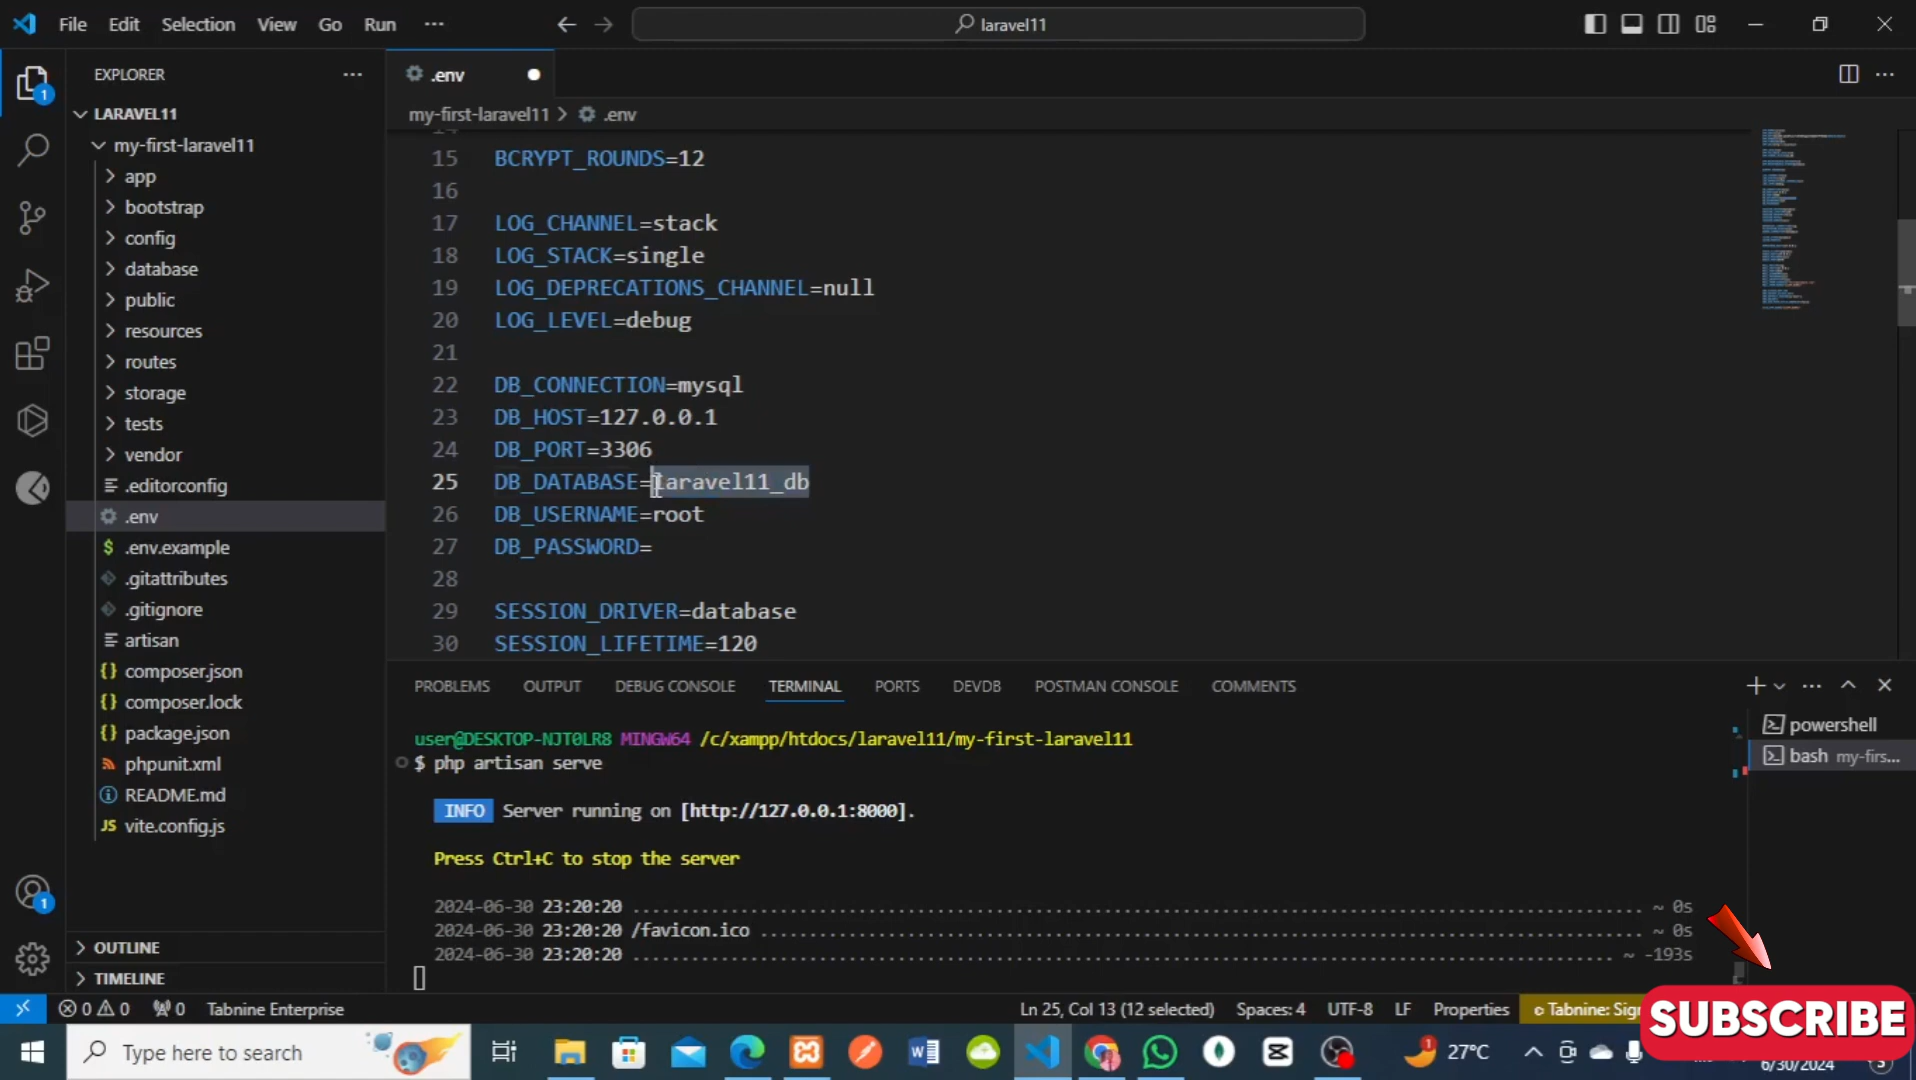 File Edit Selection View Go Run ...
laravel11
EXPLORER
LARAVEL11
my-first-laravel11
app
bootstrap
config
database
public
resources
routes
storage
tests
vendor
.editorconfig
.env
.env.example
.gitattributes
.gitignore
artisan
composer.json
composer.lock
package.json
phpunit.xml
README.md
vite.config.js
OUTLINE
TIMELINE
.env
my-first-laravel11 > .env
15 BCRYPT_ROUNDS=12
16
17 LOG_CHANNEL=stack
18 LOG_STACK=single
19 LOG_DEPRECATIONS_CHANNEL=null
20 LOG_LEVEL=debug
21
22 DB_CONNECTION=mysql
23 DB_HOST=127.0.0.1
24 DB_PORT=3306
25 DB_DATABASE=laravel11_db
26 DB_USERNAME=root
27 DB_PASSWORD=
28
29 SESSION_DRIVER=database
30 SESSION_LIFETIME=120
PROBLEMS OUTPUT DEBUG CONSOLE TERMINAL PORTS DEVDB POSTMAN CONSOLE COMMENTS
user@DESKTOP-NJT0LR8 MINGW64 /c/xampp/htdocs/laravel11/my-first-laravel11
$ php artisan serve
INFO Server running on [http://127.0.0.1:8000].
Press Ctrl+C to stop the server
2024-06-30 23:20:20 ........ ~ 0s
2024-06-30 23:20:20 /favicon.ico ........ ~ 0s
2024-06-30 23:20:20 ........ ~ -193s
powershell
bash my-firs...
0 0 0 Tabnine Enterprise
Ln 25, Col 13 (12 selected) Spaces: 4 UTF-8 LF Properties Tabnine: Sign
SUBSCRIBE
Type here to search
27°C
6/30/2024
3